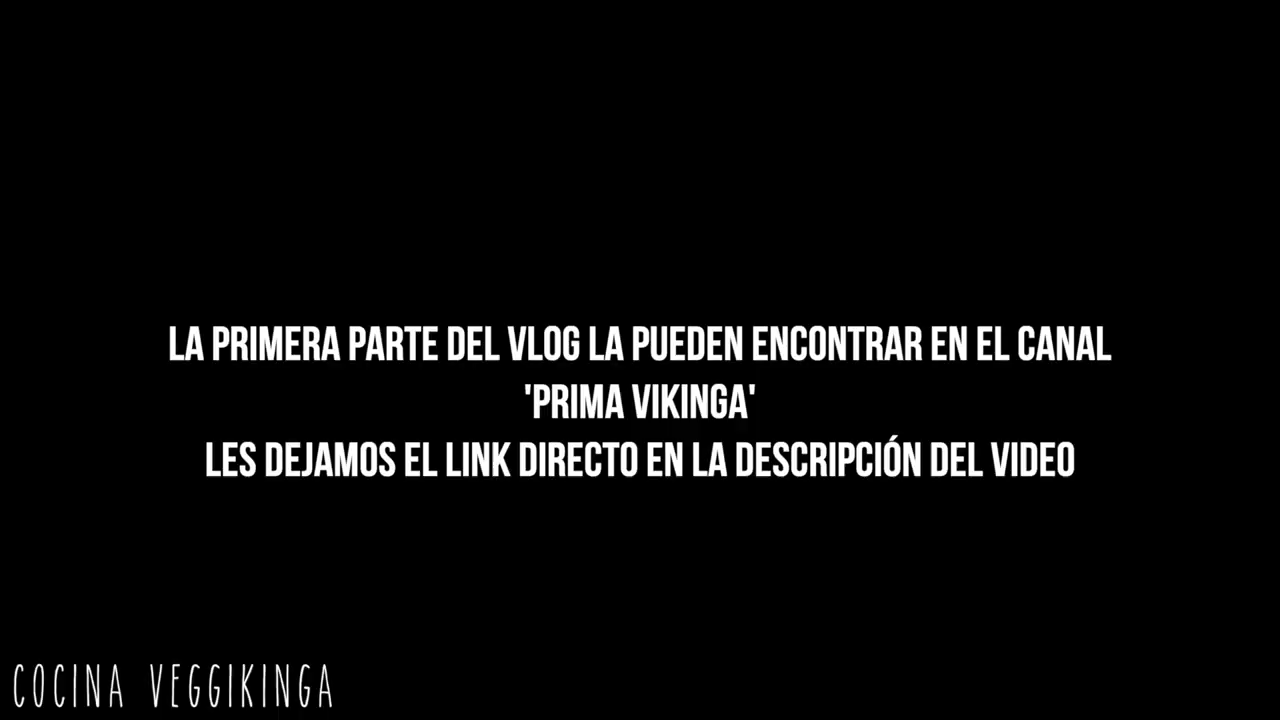 LA PRIMERA PARTE DEL VLOG LA PUEDEN ENCONTRAR EN EL CANAL
'PRIMA VIKINGA'
LES DEJAMOS EL LINK DIRECTO EN LA DESCRIPCIÓN DEL VIDEO
COCINA VEGGIKINGA